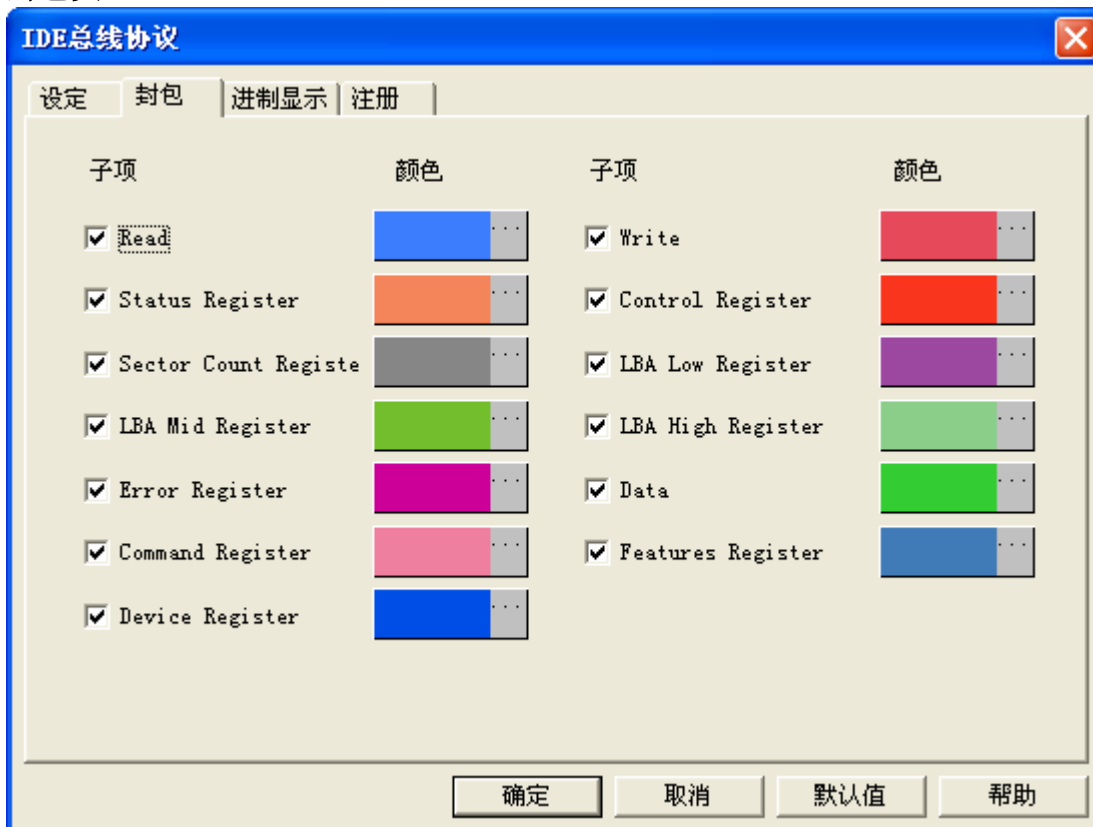 IDE总线协议
设定 封包 进制显示 注册
子项 颜色 子项 颜色
Read ... Write ...
Status Register ... Control Register ...
Sector Count Registe ... LBA Low Register ...
LBA Mid Register ... LBA High Register ...
Error Register ... Data ...
Command Register ... Features Register ...
Device Register ...
确定 取消 默认值 帮助